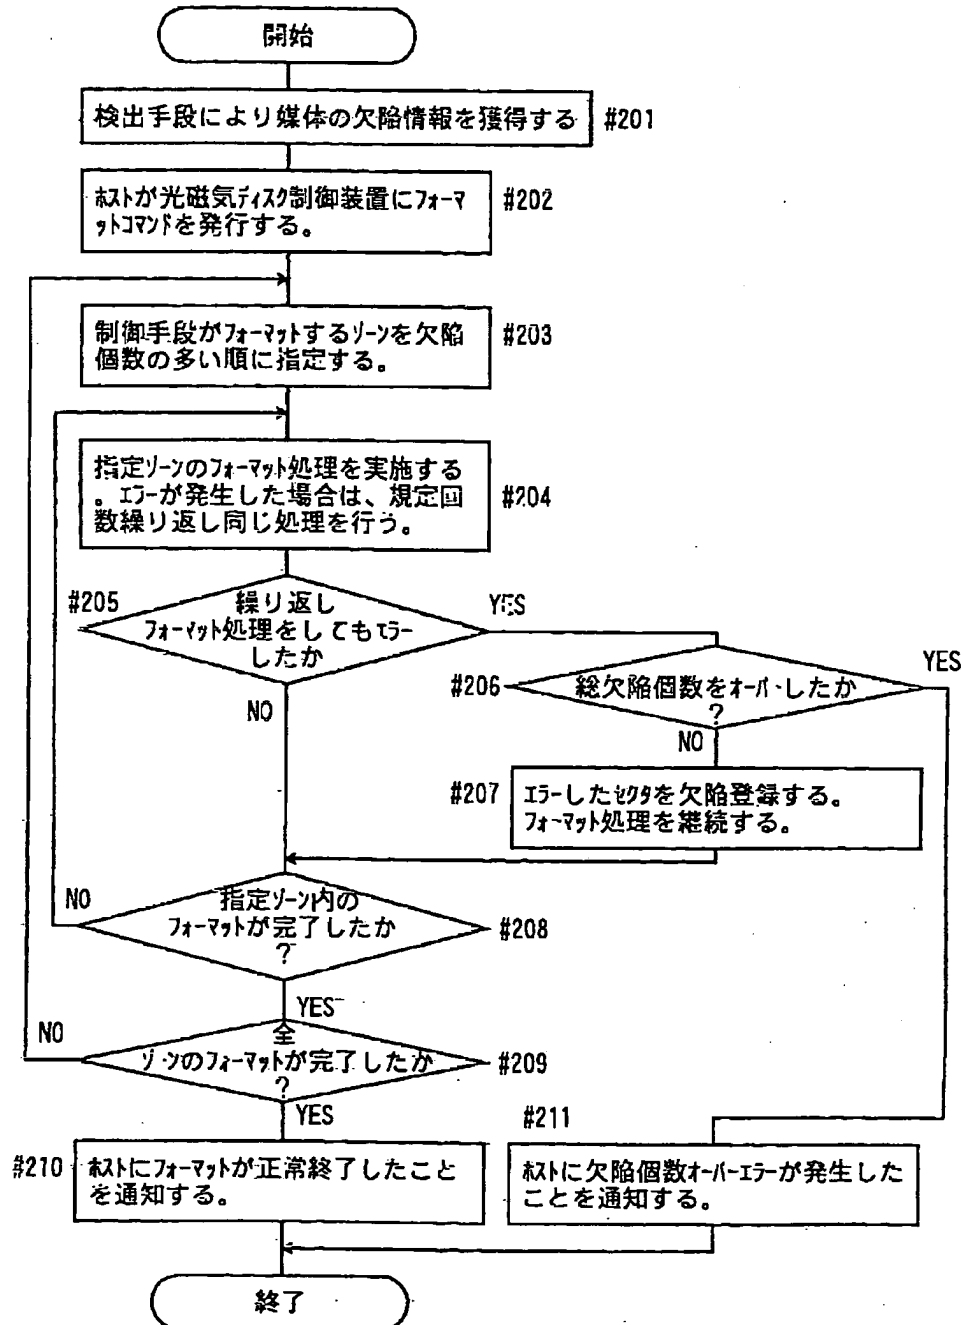 開始
検出手段により媒体の欠陥情報を獲得する
#201
ﾎｽﾄが光磁気ﾃﾞｨｽｸ制御装置にﾌｫｰﾏ
ｯﾄｺﾏﾝﾄﾞを発行する。
#202
制御手段がﾌｫｰﾏｯﾄするｿﾞｰﾝを欠陥
個数の多い順に指定する。
#203
指定ｿﾞｰﾝのﾌｫｰﾏｯﾄ処理を実施する
。ｴﾗｰが発生した場合は、規定回
数繰り返し同じ処理を行う。
#204
#205
繰り返し
ﾌｫｰﾏｯﾄ処理をしてもｴﾗｰ
したか
YES
NO
#206
総欠陥個数をｵｰﾊﾞｰしたか
?
YES
NO
#207
ｴﾗｰしたｾｸﾀを欠陥登録する。
ﾌｫｰﾏｯﾄ処理を継続する。
指定ｿﾞｰﾝ内の
ﾌｫｰﾏｯﾄが完了したか
?
#208
NO
YES
全
ｿﾞｰﾝのﾌｫｰﾏｯﾄが完了したか
?
#209
NO
YES
#210
ﾎｽﾄにﾌｫｰﾏｯﾄが正常終了したこと
を通知する。
#211
ﾎｽﾄに欠陥個数ｵｰﾊﾞｰｴﾗｰが発生した
ことを通知する。
終了